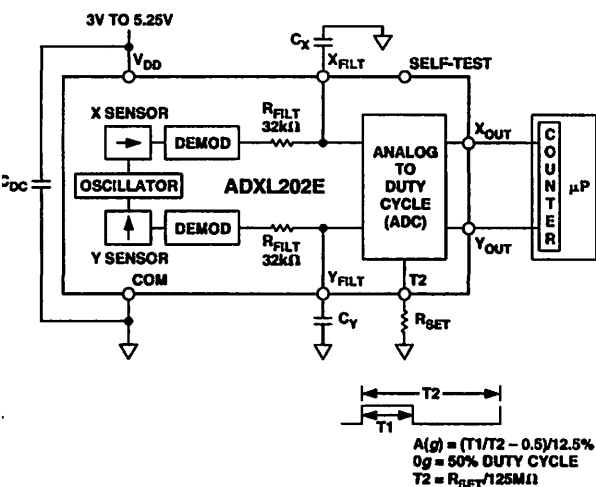 3V TO 5.25V
V_DD
C_X
X_FILT
SELF-TEST
X SENSOR
R_FILT
32kΩ
DEMOD
X_OUT
OSCILLATOR
ADXL202E
ANALOG
TO
DUTY
CYCLE
(ADC)
COUNTER
µP
DC
DEMOD
Y SENSOR
R_FILT
32kΩ
Y_OUT
COM
Y_FILT
T2
C_Y
R_SET
T2
T1
A(g) = (T1/T2 – 0.5)/12.5%
0g = 50% DUTY CYCLE
T2 = R_SET/125MΩ